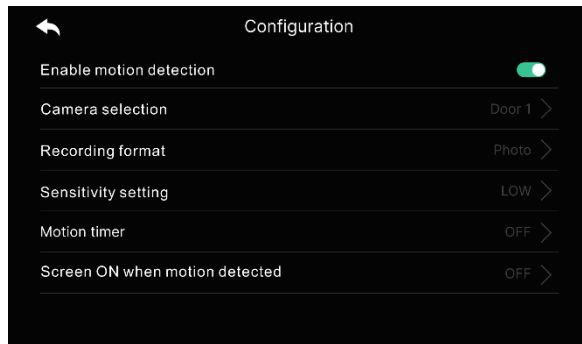 Configuration
Enable motion detection
Camera selection Door 1
Recording format Photo
Sensitivity setting LOW
Motion timer OFF
Screen ON when motion detected OFF